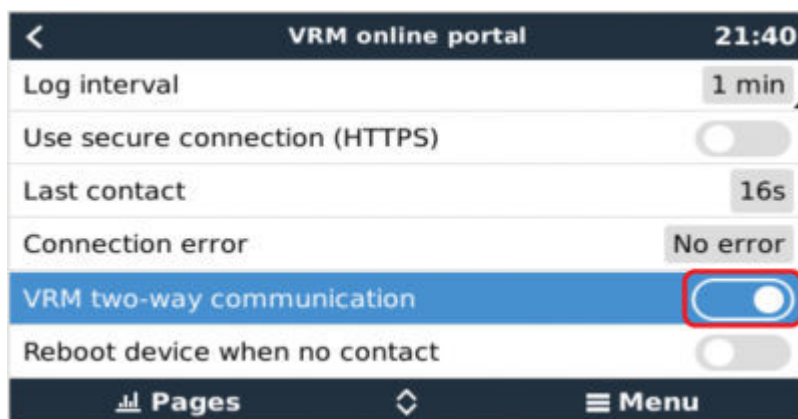 VRM online portal 21:40
Log interval 1 min
Use secure connection (HTTPS)
Last contact 16s
Connection error No error
VRM two-way communication
Reboot device when no contact
Pages Menu